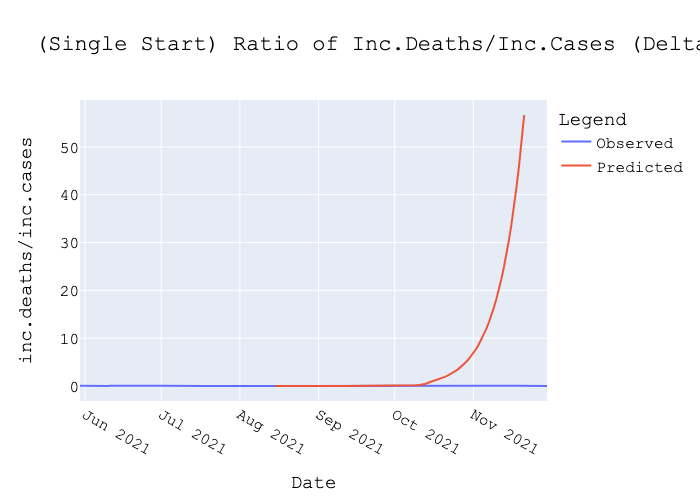 (Single Start) Ratio of Inc.Deaths/Inc.Cases (Delta
Legend
Observed
Predicted
inc.deaths/inc.cases
50
40
30
20
10
0
Jun 2021
Jul 2021
Aug 2021
Sep 2021
Oct 2021
Nov 2021
Date